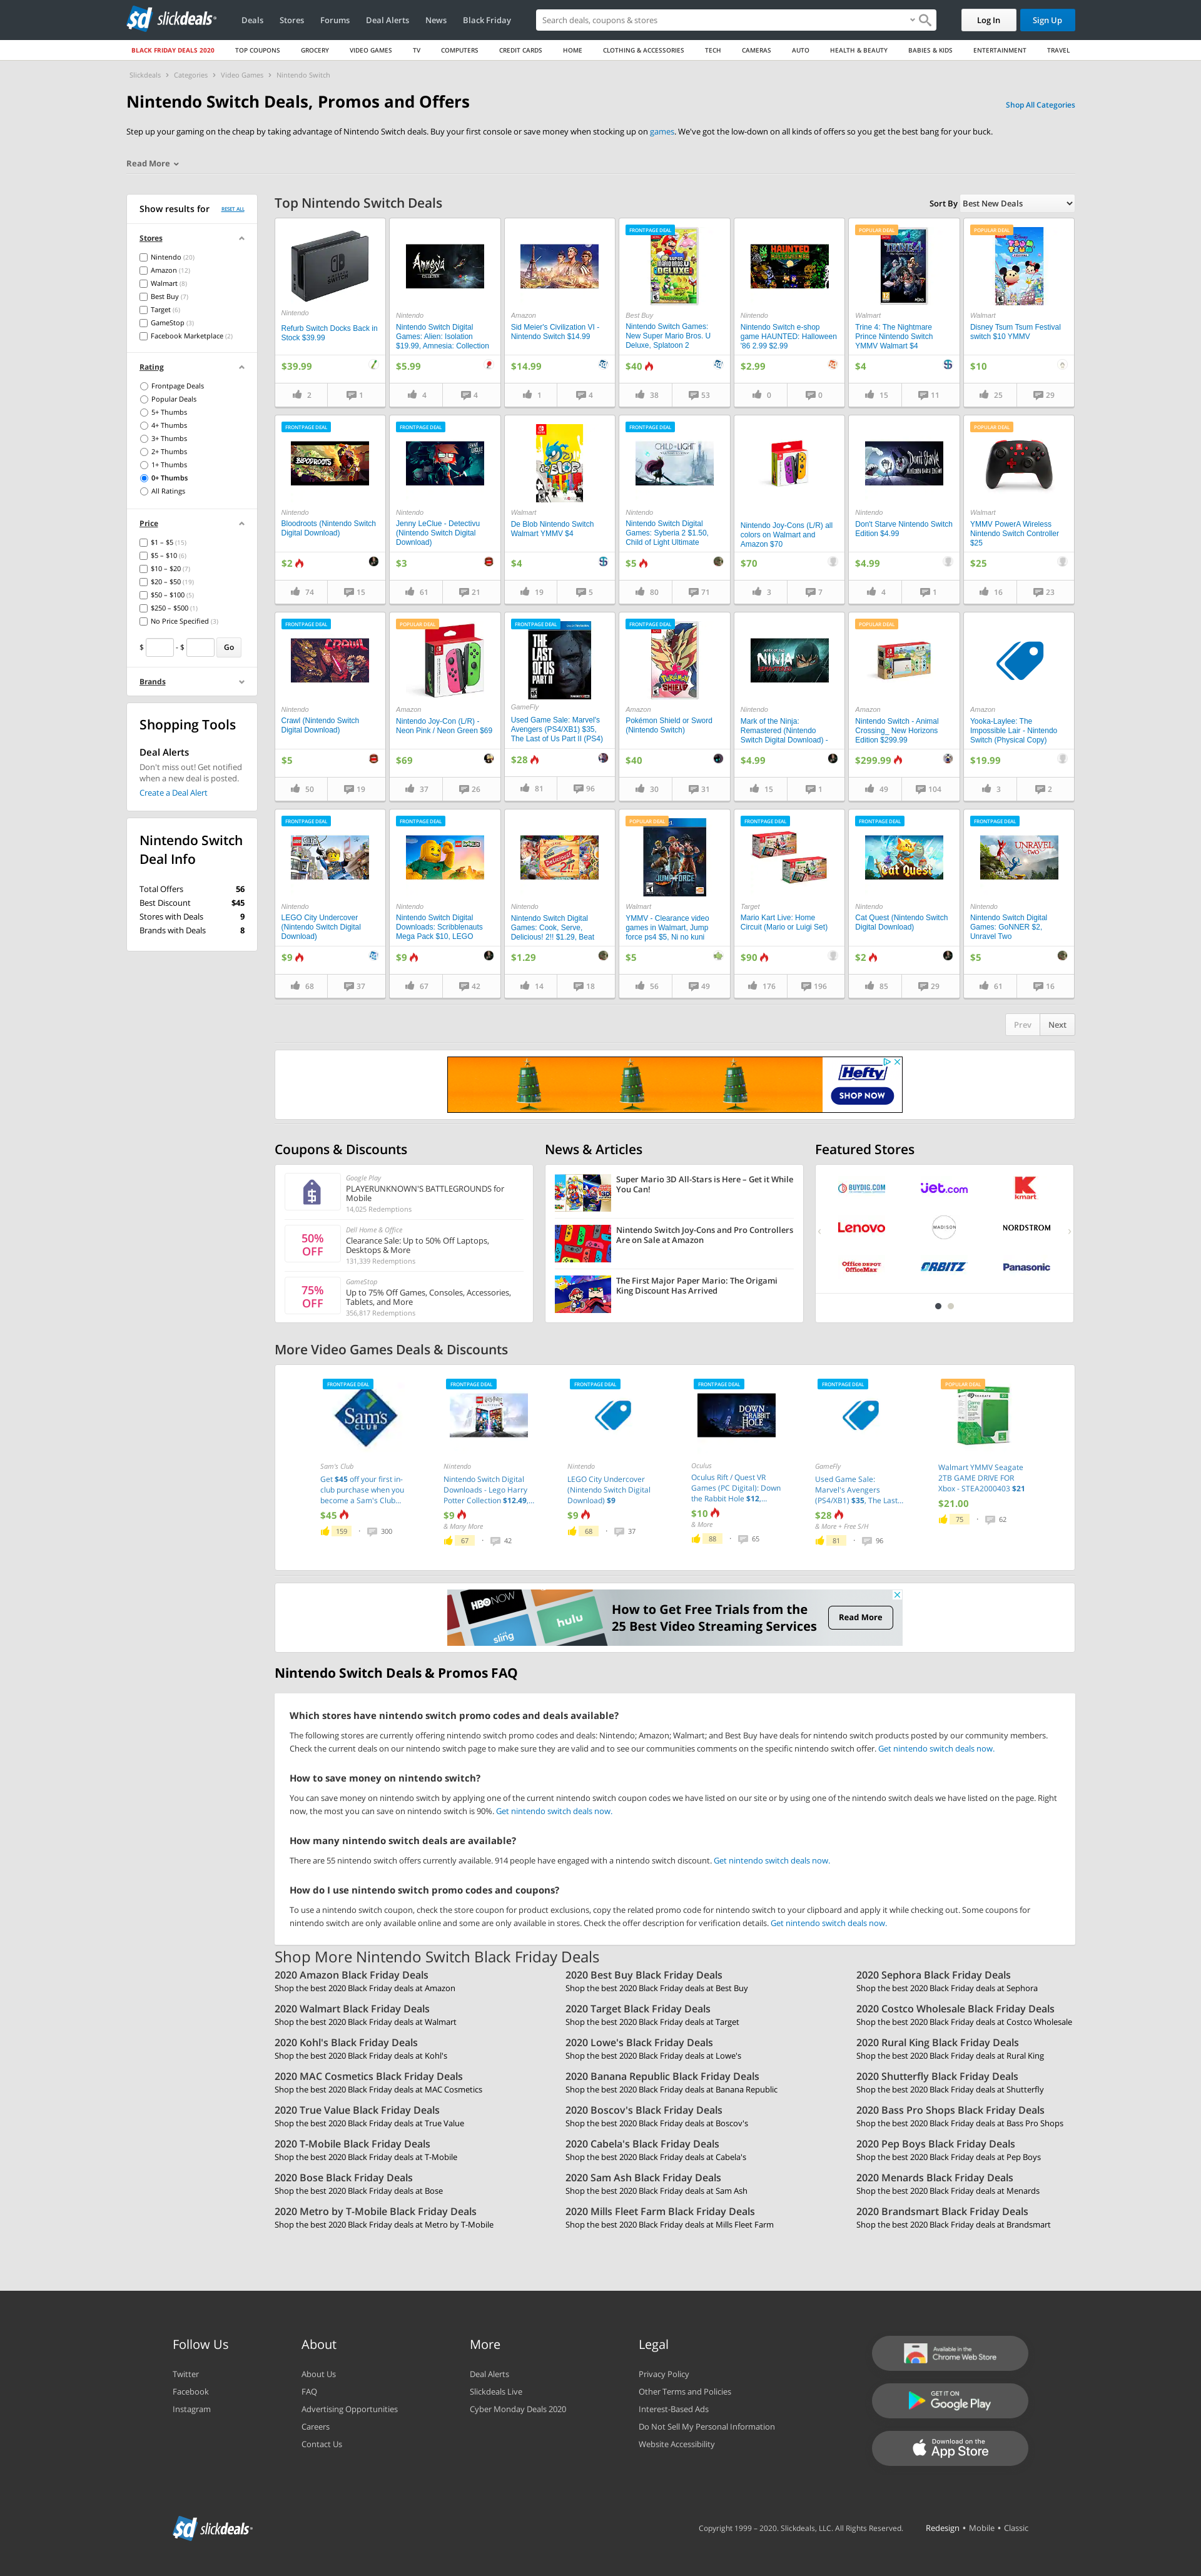 sd slickdeals
Deals
Stores
Forums
Deal Alerts
News
Black Friday
Search deals, coupons & stores
Log In
Sign Up
BLACK FRIDAY DEALS 2020
TOP COUPONS
GROCERY
VIDEO GAMES
TV
COMPUTERS
CREDIT CARDS
HOME
CLOTHING & ACCESSORIES
TECH
CAMERAS
AUTO
HEALTH & BEAUTY
BABIES & KIDS
ENTERTAINMENT
TRAVEL
Slickdeals > Categories > Video Games > Nintendo Switch
Nintendo Switch Deals, Promos and Offers
Shop All Categories
Step up your gaming on the cheap by taking advantage of Nintendo Switch deals. Buy your first console or save money when stocking up on games. We've got the low-down on all kinds of offers so you get the best bang for your buck.
Read More
Show results for
RESET ALL
Stores
Nintendo (20)
Amazon (12)
Walmart (8)
Best Buy (7)
Target (6)
GameStop (3)
Facebook Marketplace (2)
Rating
Frontpage Deals
Popular Deals
5+ Thumbs
4+ Thumbs
3+ Thumbs
2+ Thumbs
1+ Thumbs
0+ Thumbs
All Ratings
Price
$1 – $5 (15)
$5 – $10 (6)
$10 – $20 (7)
$20 – $50 (19)
$50 – $100 (5)
$250 – $500 (1)
No Price Specified (3)
$ - $ Go
Brands
Shopping Tools
Deal Alerts
Don't miss out! Get notified
when a new deal is posted.
Create a Deal Alert
Nintendo Switch
Deal Info
Total Offers 56
Best Discount $45
Stores with Deals 9
Brands with Deals 8
Top Nintendo Switch Deals
Sort By Best New Deals
Nintendo
Refurb Switch Docks Back in
Stock $39.99
$39.99
2
1
Nintendo
Nintendo Switch Digital
Games: Alien: Isolation
$19.99, Amnesia: Collection
$5.99
4
4
Amazon
Sid Meier's Civilization VI -
Nintendo Switch $14.99
$14.99
1
4
FRONTPAGE DEAL
Best Buy
Nintendo Switch Games:
New Super Mario Bros. U
Deluxe, Splatoon 2
$40
38
53
Nintendo
Nintendo Switch e-shop
game HAUNTED: Halloween
'86 2.99 $2.99
$2.99
0
0
POPULAR DEAL
Walmart
Trine 4: The Nightmare
Prince Nintendo Switch
YMMV Walmart $4
$4
15
11
POPULAR DEAL
Walmart
Disney Tsum Tsum Festival
switch $10 YMMV
$10
25
29
FRONTPAGE DEAL
Nintendo
Bloodroots (Nintendo Switch
Digital Download)
$2
74
15
FRONTPAGE DEAL
Nintendo
Jenny LeClue - Detectivu
(Nintendo Switch Digital
Download)
$3
61
21
Walmart
De Blob Nintendo Switch
Walmart YMMV $4
$4
19
5
FRONTPAGE DEAL
Nintendo
Nintendo Switch Digital
Games: Syberia 2 $1.50,
Child of Light Ultimate
$5
80
71
Nintendo Joy-Cons (L/R) all
colors on Walmart and
Amazon $70
$70
3
7
Nintendo
Don't Starve Nintendo Switch
Edition $4.99
$4.99
4
1
POPULAR DEAL
Walmart
YMMV PowerA Wireless
Nintendo Switch Controller
$25
$25
16
23
FRONTPAGE DEAL
Nintendo
Crawl (Nintendo Switch
Digital Download)
$5
50
19
POPULAR DEAL
Amazon
Nintendo Joy-Con (L/R) -
Neon Pink / Neon Green $69
$69
37
26
FRONTPAGE DEAL
GameFly
Used Game Sale: Marvel's
Avengers (PS4/XB1) $35,
The Last of Us Part II (PS4)
$28
81
96
FRONTPAGE DEAL
Amazon
Pokémon Shield or Sword
(Nintendo Switch)
$40
30
31
Nintendo
Mark of the Ninja:
Remastered (Nintendo
Switch Digital Download) -
$4.99
15
1
POPULAR DEAL
Amazon
Nintendo Switch - Animal
Crossing_ New Horizons
Edition $299.99
$299.99
49
104
Amazon
Yooka-Laylee: The
Impossible Lair - Nintendo
Switch (Physical Copy)
$19.99
3
2
FRONTPAGE DEAL
Nintendo
LEGO City Undercover
(Nintendo Switch Digital
Download)
$9
68
37
FRONTPAGE DEAL
Nintendo
Nintendo Switch Digital
Downloads: Scribblenauts
Mega Pack $10, LEGO
$9
67
42
Nintendo
Nintendo Switch Digital
Games: Cook, Serve,
Delicious! 2!! $1.29, Beat
$1.29
14
18
POPULAR DEAL
Walmart
YMMV - Clearance video
games in Walmart, Jump
force ps4 $5, Ni no kuni
$5
56
49
FRONTPAGE DEAL
Target
Mario Kart Live: Home
Circuit (Mario or Luigi Set)
$90
176
196
FRONTPAGE DEAL
Nintendo
Cat Quest (Nintendo Switch
Digital Download)
$2
85
29
FRONTPAGE DEAL
Nintendo
Nintendo Switch Digital
Games: GoNNER $2,
Unravel Two
$5
61
16
Prev
Next
Hefty
SHOP NOW
Coupons & Discounts
Google Play
PLAYERUNKNOWN'S BATTLEGROUNDS for
Mobile
14,025 Redemptions
50%
OFF
Dell Home & Office
Clearance Sale: Up to 50% Off Laptops,
Desktops & More
131,339 Redemptions
75%
OFF
GameStop
Up to 75% Off Games, Consoles, Accessories,
Tablets, and More
356,817 Redemptions
News & Articles
Super Mario 3D All-Stars is Here – Get it While
You Can!
Nintendo Switch Joy-Cons and Pro Controllers
Are on Sale at Amazon
The First Major Paper Mario: The Origami
King Discount Has Arrived
Featured Stores
BUYDIG.COM
jet.com
kmart
Lenovo
MADISON
NORDSTROM
Office DEPOT
OfficeMax
ORBITZ
Panasonic
More Video Games Deals & Discounts
FRONTPAGE DEAL
Sam's CLUB
Sam's Club
Get $45 off your first in-
club purchase when you
become a Sam's Club...
$45
159 · 300
FRONTPAGE DEAL
Nintendo
Nintendo Switch Digital
Downloads - Lego Harry
Potter Collection $12.49,...
$9
& Many More
67 · 42
FRONTPAGE DEAL
Nintendo
LEGO City Undercover
(Nintendo Switch Digital
Download) $9
$9
68 · 37
FRONTPAGE DEAL
DOWN THE RABBIT HOLE
Oculus
Oculus Rift / Quest VR
Games (PC Digital): Down
the Rabbit Hole $12,...
$10
& More
88 · 65
FRONTPAGE DEAL
GameFly
Used Game Sale:
Marvel's Avengers
(PS4/XB1) $35, The Last...
$28
& More + Free S/H
81 · 96
POPULAR DEAL
Walmart YMMV Seagate
2TB GAME DRIVE FOR
Xbox - STEA2000403 $21
$21.00
75 · 62
HBO NOW
sling
hulu
How to Get Free Trials from the
25 Best Video Streaming Services
Read More
Nintendo Switch Deals & Promos FAQ
Which stores have nintendo switch promo codes and deals available?
The following stores are currently offering nintendo switch promo codes and deals: Nintendo; Amazon; Walmart; and Best Buy have deals for nintendo switch products posted by our community members.
Check the current deals on our nintendo switch page to make sure they are valid and to see our communities comments on the specific nintendo switch offer. Get nintendo switch deals now.
How to save money on nintendo switch?
You can save money on nintendo switch by applying one of the current nintendo switch coupon codes we have listed on our site or by using one of the nintendo switch deals we have listed on the page. Right
now, the most you can save on nintendo switch is 90%. Get nintendo switch deals now.
How many nintendo switch deals are available?
There are 55 nintendo switch offers currently available. 914 people have engaged with a nintendo switch discount. Get nintendo switch deals now.
How do I use nintendo switch promo codes and coupons?
To use a nintendo switch coupon, check the store coupon for product exclusions, copy the related promo code for nintendo switch to your clipboard and apply it while checking out. Some coupons for
nintendo switch are only available online and some are only available in stores. Check the offer description for verification details. Get nintendo switch deals now.
Shop More Nintendo Switch Black Friday Deals
2020 Amazon Black Friday Deals
Shop the best 2020 Black Friday deals at Amazon
2020 Best Buy Black Friday Deals
Shop the best 2020 Black Friday deals at Best Buy
2020 Sephora Black Friday Deals
Shop the best 2020 Black Friday deals at Sephora
2020 Walmart Black Friday Deals
Shop the best 2020 Black Friday deals at Walmart
2020 Target Black Friday Deals
Shop the best 2020 Black Friday deals at Target
2020 Costco Wholesale Black Friday Deals
Shop the best 2020 Black Friday deals at Costco Wholesale
2020 Kohl's Black Friday Deals
Shop the best 2020 Black Friday deals at Kohl's
2020 Lowe's Black Friday Deals
Shop the best 2020 Black Friday deals at Lowe's
2020 Rural King Black Friday Deals
Shop the best 2020 Black Friday deals at Rural King
2020 MAC Cosmetics Black Friday Deals
Shop the best 2020 Black Friday deals at MAC Cosmetics
2020 Banana Republic Black Friday Deals
Shop the best 2020 Black Friday deals at Banana Republic
2020 Shutterfly Black Friday Deals
Shop the best 2020 Black Friday deals at Shutterfly
2020 True Value Black Friday Deals
Shop the best 2020 Black Friday deals at True Value
2020 Boscov's Black Friday Deals
Shop the best 2020 Black Friday deals at Boscov's
2020 Bass Pro Shops Black Friday Deals
Shop the best 2020 Black Friday deals at Bass Pro Shops
2020 T-Mobile Black Friday Deals
Shop the best 2020 Black Friday deals at T-Mobile
2020 Cabela's Black Friday Deals
Shop the best 2020 Black Friday deals at Cabela's
2020 Pep Boys Black Friday Deals
Shop the best 2020 Black Friday deals at Pep Boys
2020 Bose Black Friday Deals
Shop the best 2020 Black Friday deals at Bose
2020 Sam Ash Black Friday Deals
Shop the best 2020 Black Friday deals at Sam Ash
2020 Menards Black Friday Deals
Shop the best 2020 Black Friday deals at Menards
2020 Metro by T-Mobile Black Friday Deals
Shop the best 2020 Black Friday deals at Metro by T-Mobile
2020 Mills Fleet Farm Black Friday Deals
Shop the best 2020 Black Friday deals at Mills Fleet Farm
2020 Brandsmart Black Friday Deals
Shop the best 2020 Black Friday deals at Brandsmart
Follow Us
Twitter
Facebook
Instagram
About
About Us
FAQ
Advertising Opportunities
Careers
Contact Us
More
Deal Alerts
Slickdeals Live
Cyber Monday Deals 2020
Legal
Privacy Policy
Other Terms and Policies
Interest-Based Ads
Do Not Sell My Personal Information
Website Accessibility
Available in the
Chrome Web Store
GET IT ON
Google Play
Download on the
App Store
sd slickdeals
Copyright 1999 – 2020. Slickdeals, LLC. All Rights Reserved.
Redesign • Mobile • Classic